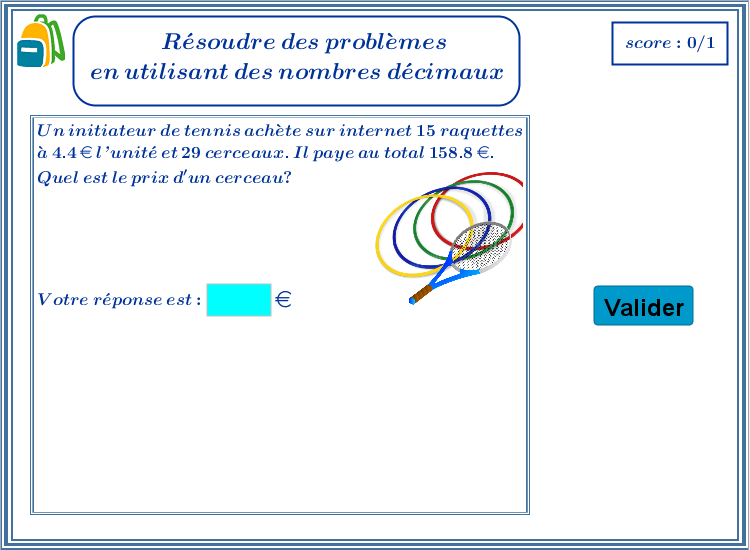 Résoudre des problèmes
en utilisant des nombres décimaux
score : 0/1
Un initiateur de tennis achète sur internet 15 raquettes
à 4.4 € l'unité et 29 cerceaux. Il paye au total 158.8 €.
Quel est le prix d'un cerceau?
Votre réponse est : €
Valider